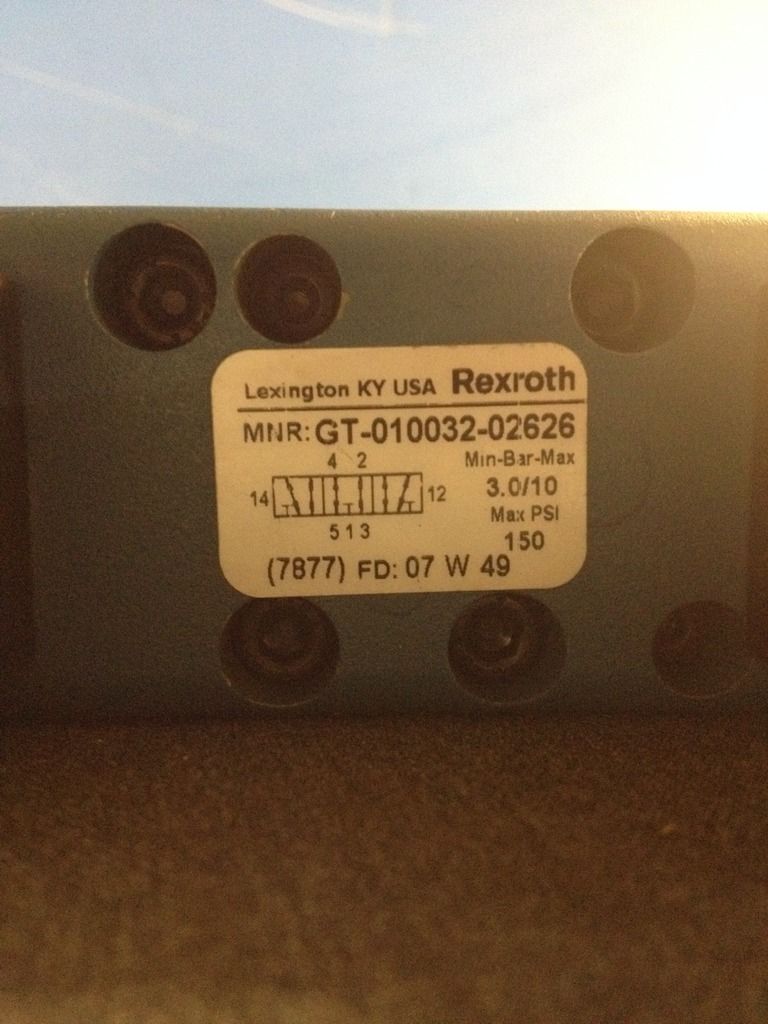 Lexington KY USA Rexroth
MNR: GT-010032-02626
4 2 Min-Bar-Max
14 12 3.0/10
Max PSI
5 1 3 150
(7877) FD: 07 W 49